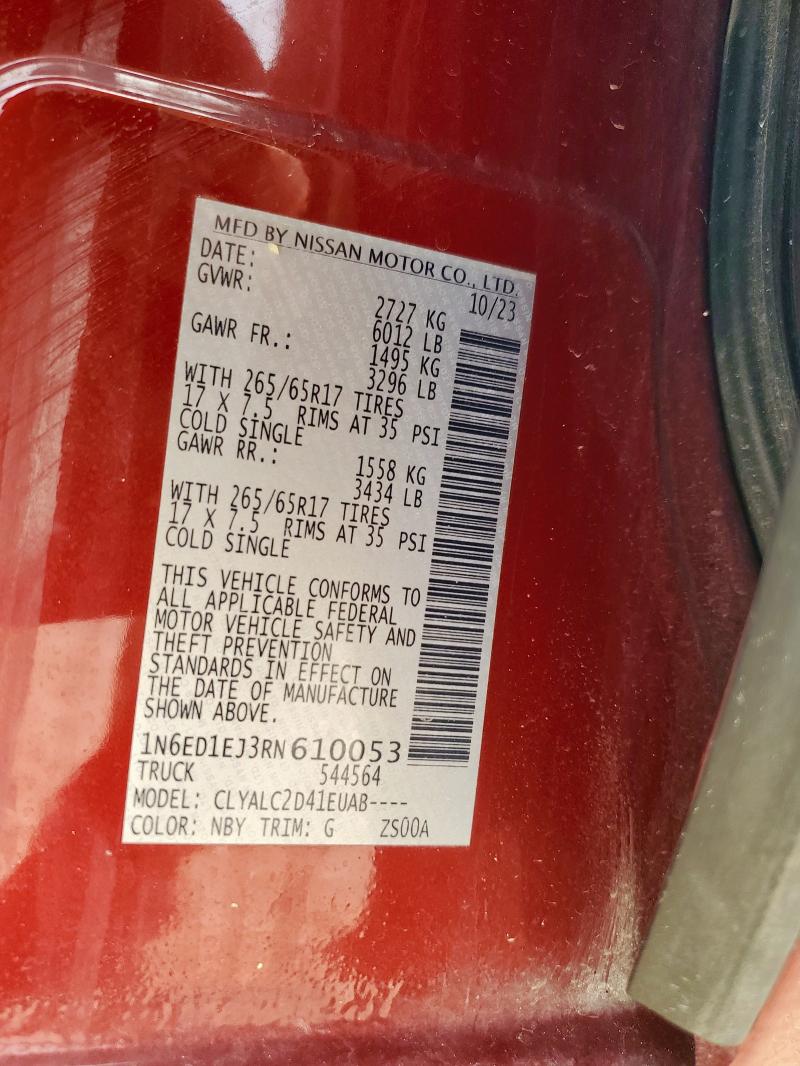 MFD BY NISSAN MOTOR CO., LTD.
DATE: 10/23
GVWR: 2727 KG
6012 LB
GAWR FR.: 1495 KG
3296 LB
WITH 265/65R17 TIRES
17 X 7.5 RIMS AT 35 PSI
COLD SINGLE
GAWR RR.: 1558 KG
3434 LB
WITH 265/65R17 TIRES
17 X 7.5 RIMS AT 35 PSI
COLD SINGLE
THIS VEHICLE CONFORMS TO
ALL APPLICABLE FEDERAL
MOTOR VEHICLE SAFETY AND
THEFT PREVENTION
STANDARDS IN EFFECT ON
THE DATE OF MANUFACTURE
SHOWN ABOVE.
1N6ED1EJ3RN610053
TRUCK 544564
MODEL: CLYALC2D41EUAB----
COLOR: NBY TRIM: G ZS00A